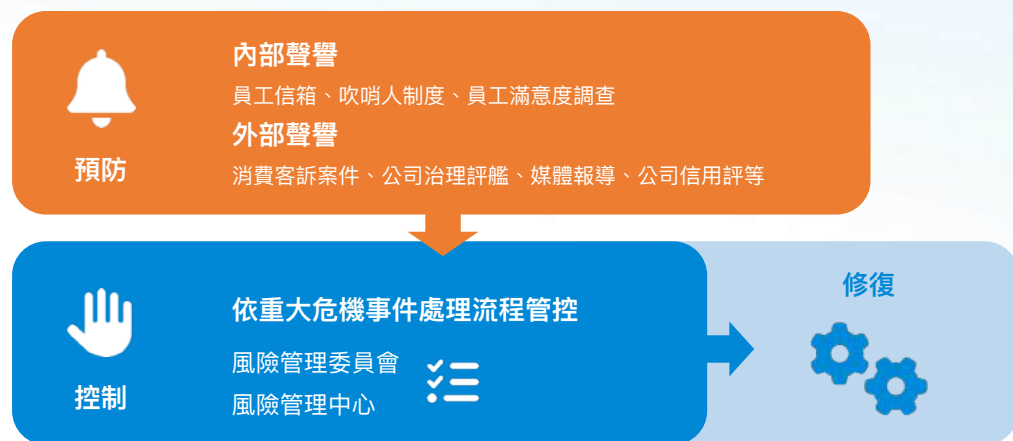 內部聲譽
員工信箱、吹哨人制度、員工滿意度調查
外部聲譽
消費客訴案件、公司治理評艦、媒體報導、公司信用評等
預防
依重大危機事件處理流程管控
風險管理委員會
風險管理中心
控制
修復